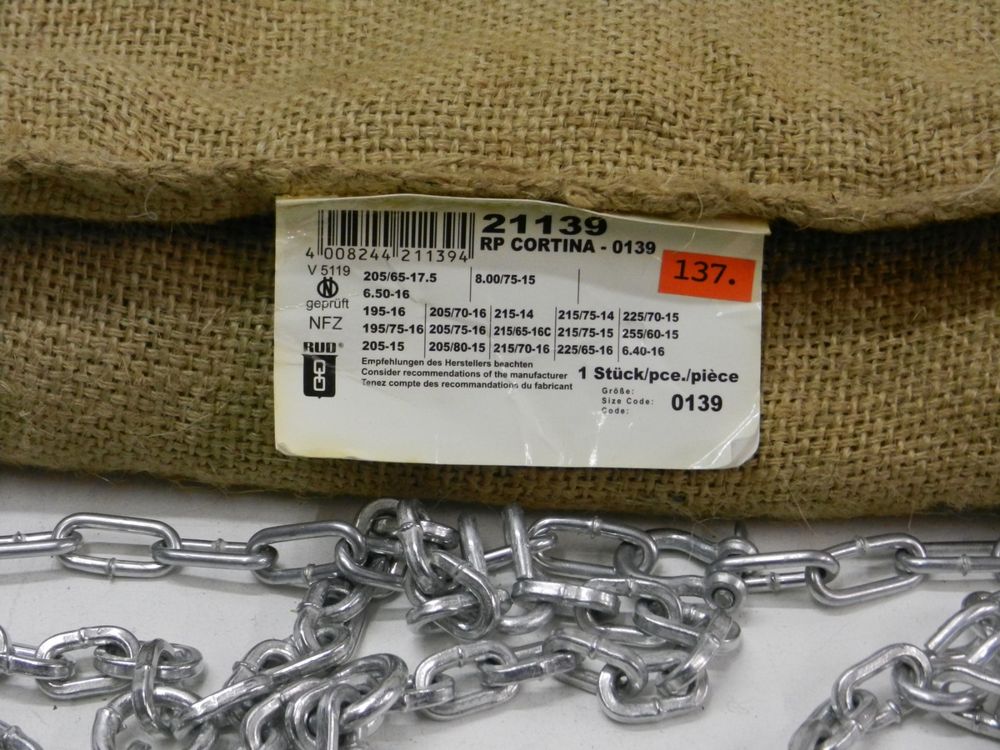 21139
RP CORTINA - 0139
4 008244 211394
137.
V 5119
N
geprüft
NFZ
205/65-17.5 8.00/75-15
6.50-16
195-16 205/70-16 215-14 215/75-14 225/70-15
195/75-16 205/75-16 215/65-16C 215/75-15 255/60-15
205-15 205/80-15 215/70-16 225/65-16 6.40-16
RUD®
Empfehlungen des Herstellers beachten
Consider recommendations of the manufacturer
Tenez compte des recommandations du fabricant
1 Stück/pce./pièce
Größe:
Size Code: 0139
Code: